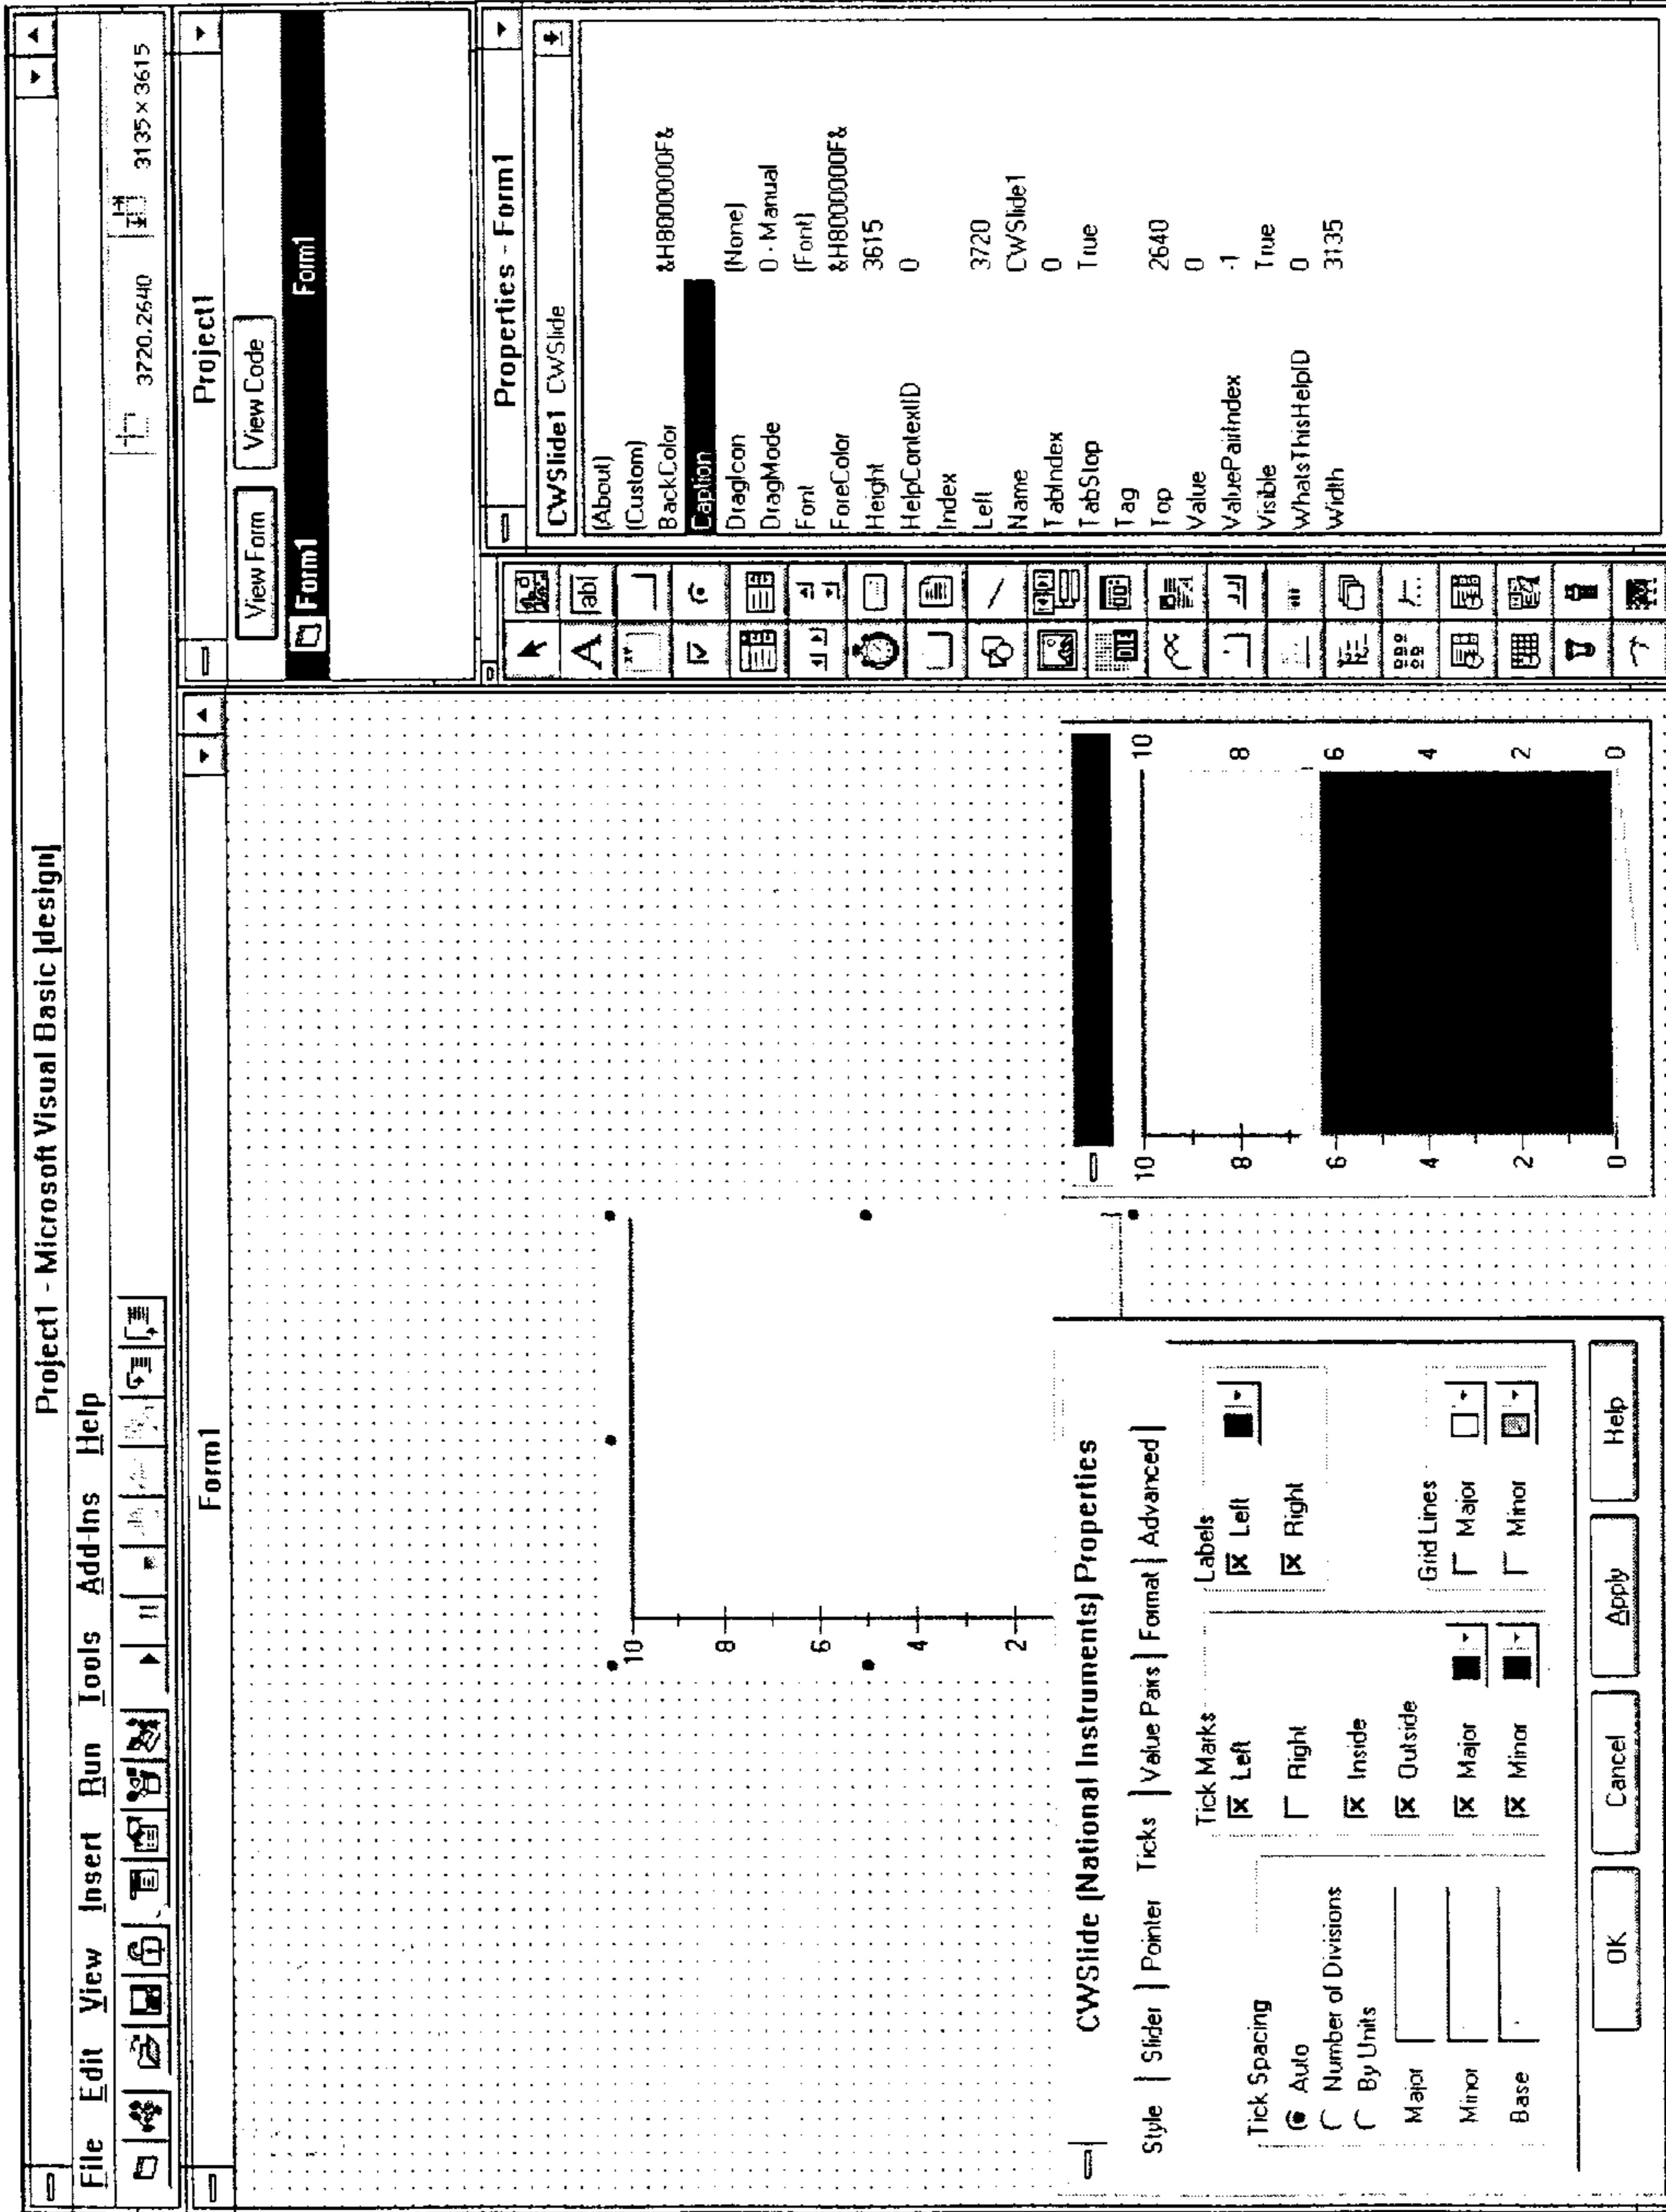 Project1 - Microsoft Visual Basic [design]
File Edit View Insert Run Tools Add-Ins Help
3720,2640 3135×3615
Form1
10
8
6
4
2
CWSlide (National Instruments) Properties
Style Slider Pointer Ticks Value Pairs Format Advanced
Tick Spacing
Auto
Number of Divisions
By Units
Major
Minor
Base
Tick Marks
Left
Right
Inside
Outside
Major
Minor
Labels
Left
Right
Grid Lines
Major
Minor
OK Cancel Apply Help
10 10
8 8
6 6
4 4
2 2
0 0
Project1
View Form View Code
Form1 Form1
A abl
OLE
Properties - Form1
CWSlide1 CWSlide
(About)
(Custom)
BackColor &H8000000F&
Caption
DragIcon (None)
DragMode 0 - Manual
Font (Font)
ForeColor &H8000000F&
Height 3615
HelpContextID 0
Index
Left 3720
Name CWSlide1
TabIndex 0
TabStop True
Tag
Top 2640
Value 0
ValuePairIndex -1
Visible True
WhatsThisHelpID 0
Width 3135